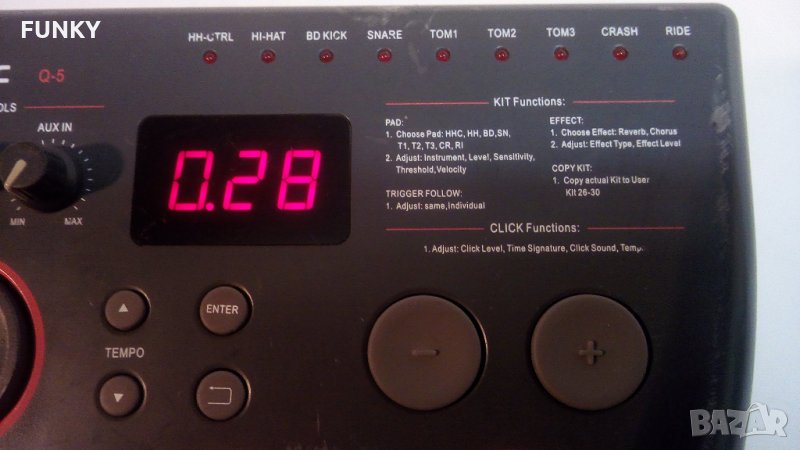 FUNKY
HH-CTRL HI-HAT BD KICK SNARE TOM1 TOM2 TOM3 CRASH RIDE
Q-5
AUX IN
MIN MAX
0.28
KIT Functions:
PAD:
1. Choose Pad: HHC, HH, BD,SN,
T1, T2, T3, CR, RI
2. Adjust: Instrument, Level, Sensitivity,
Threshold,Velocity
TRIGGER FOLLOW:
1. Adjust: same,individual
EFFECT:
1. Choose Effect: Reverb, Chorus
2. Adjust: Effect Type, Effect Level
COPY KIT:
1. Copy actual Kit to User
Kit 26-30
CLICK Functions:
1. Adjust: Click Level, Time Signature, Click Sound,
ENTER
TEMPO
- +
BAZAR